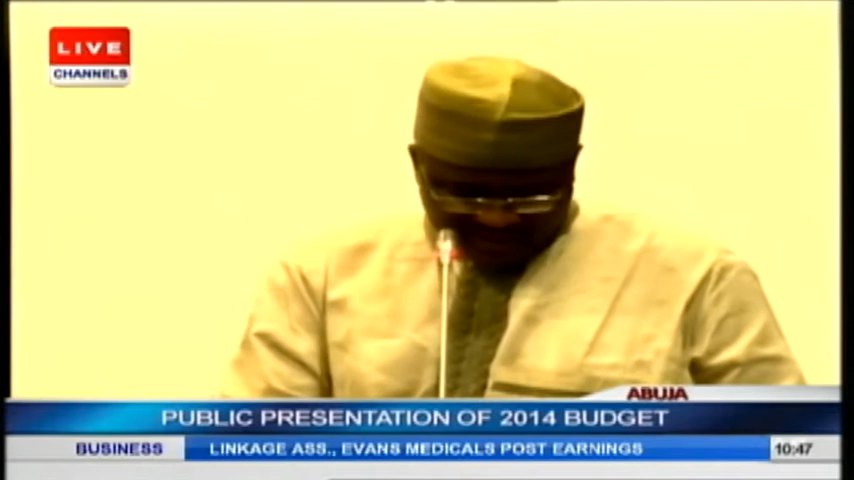 LIVE
CHANNELS
ABUJA
PUBLIC PRESENTATION OF 2014 BUDGET
BUSINESS LINKAGE ASS., EVANS MEDICALS POST EARNINGS 10:47